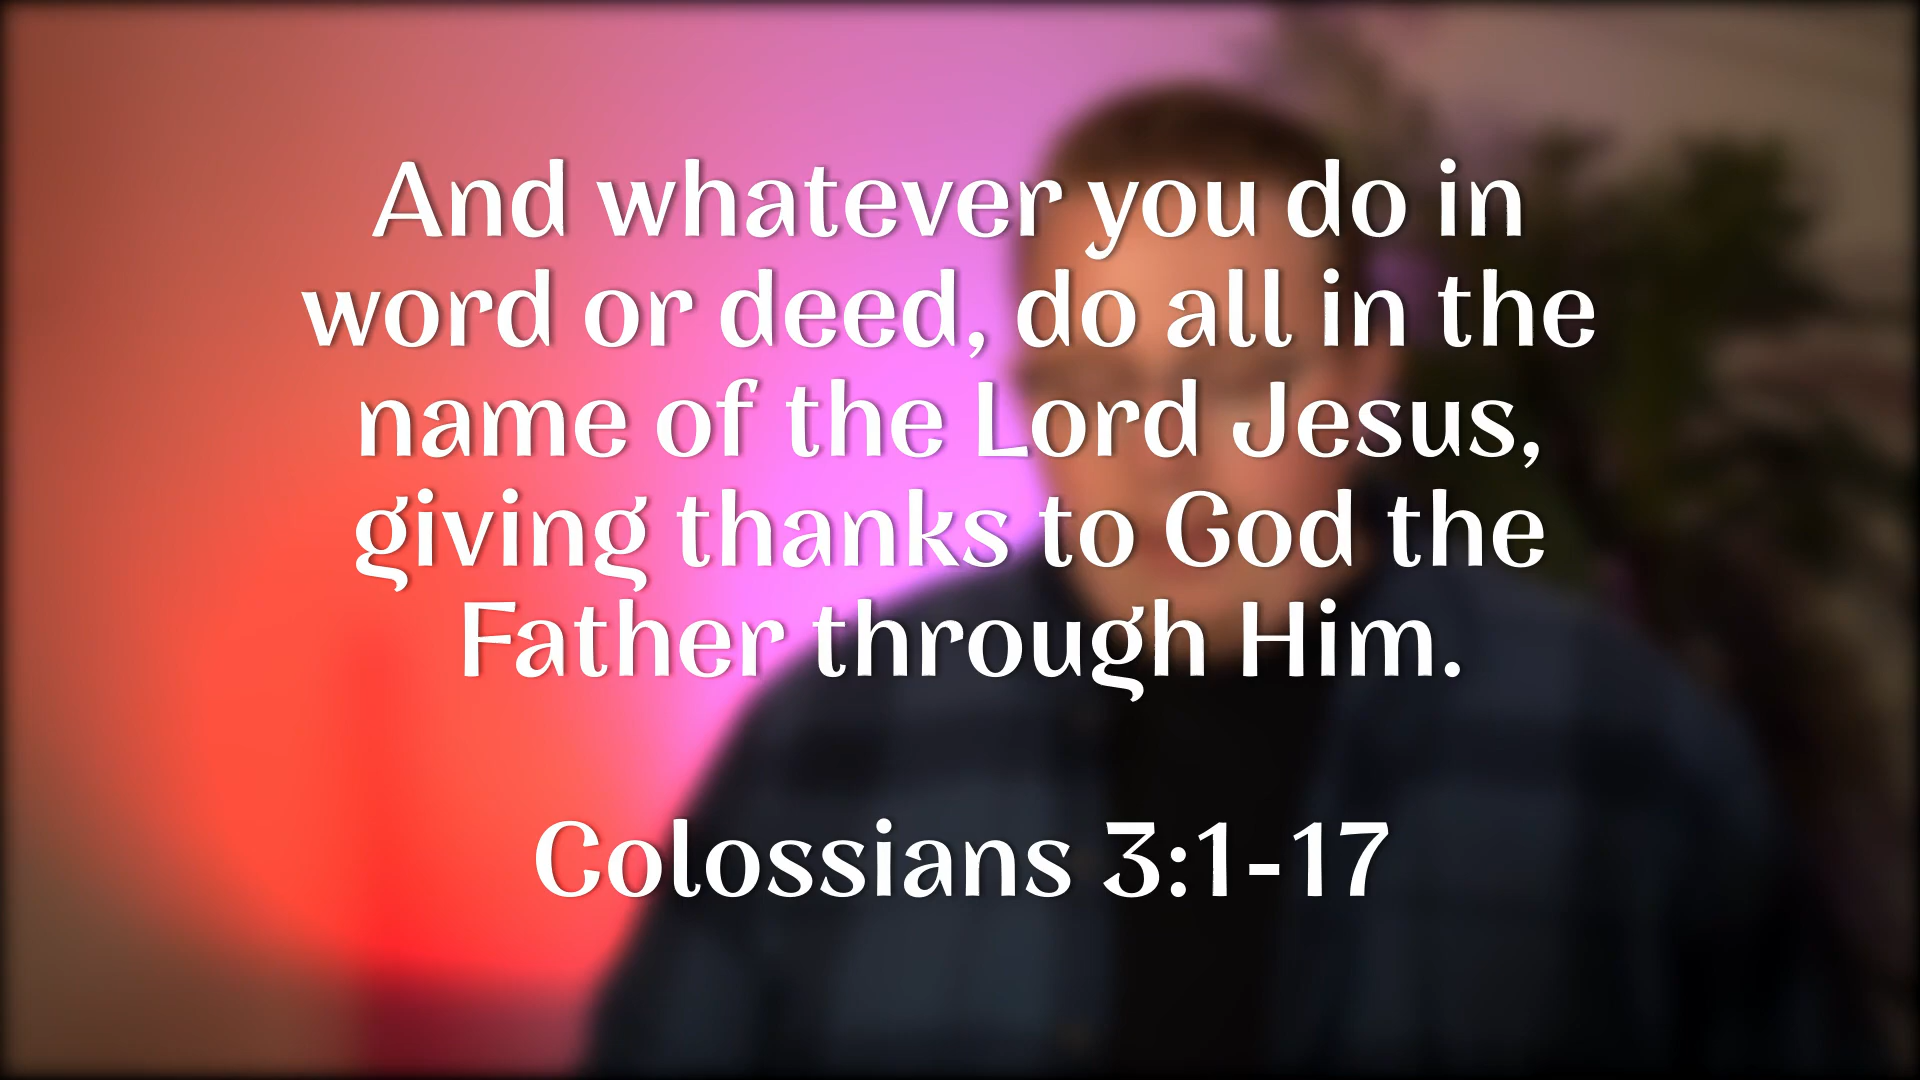 And whatever you do in
word or deed, do all in the
name of the Lord Jesus,
giving thanks to God the
Father through Him.
Colossians 3:1-17